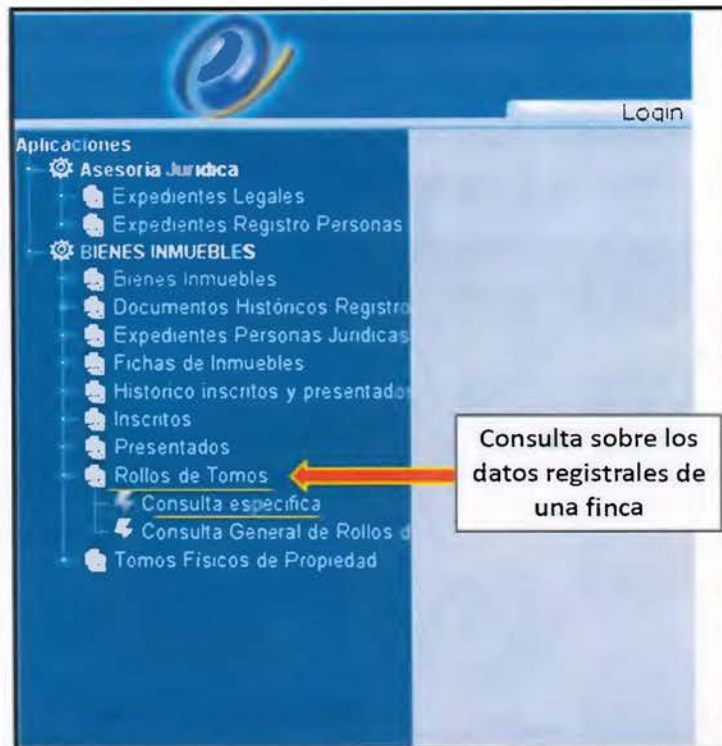 Login
Aplicaciones
Asesoria Juridica
Expedientes Legales
Expedientes Registro Personas
BIENES INMUEBLES
Bienes Inmuebles
Documentos Históricos Registro
Expedientes Personas Juridicas
Fichas de Inmuebles
Historico inscritos y presentado
Inscritos
Presentados
Rollos de Tomos
Consulta especifica
Consulta General de Rollos d
Tomos Físicos de Propiedad
Consulta sobre los
datos registrales de
una finca